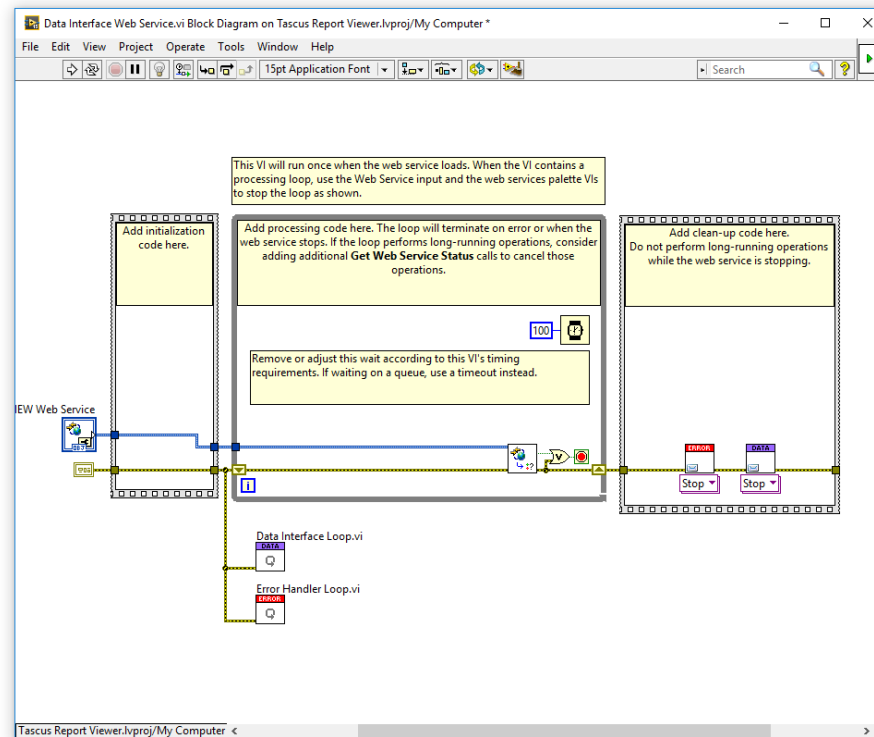 Data Interface Web Service.vi Block Diagram on Tascus Report Viewer.lvproj/My Computer *
File Edit View Project Operate Tools Window Help
15pt Application Font
Search
?
This VI will run once when the web service loads. When the VI contains a
processing loop, use the Web Service input and the web services palette VIs
to stop the loop as shown.
Add initialization
code here.
Add processing code here. The loop will terminate on error or when the
web service stops. If the loop performs long-running operations, consider
adding additional Get Web Service Status calls to cancel those
operations.
Add clean-up code here.
Do not perform long-running operations
while the web service is stopping.
100
Remove or adjust this wait according to this VI's timing
requirements. If waiting on a queue, use a timeout instead.
IEW Web Service
ERROR
DATA
V
Stop
Stop
i
Data Interface Loop.vi
DATA
Error Handler Loop.vi
ERROR
Tascus Report Viewer.lvproj/My Computer